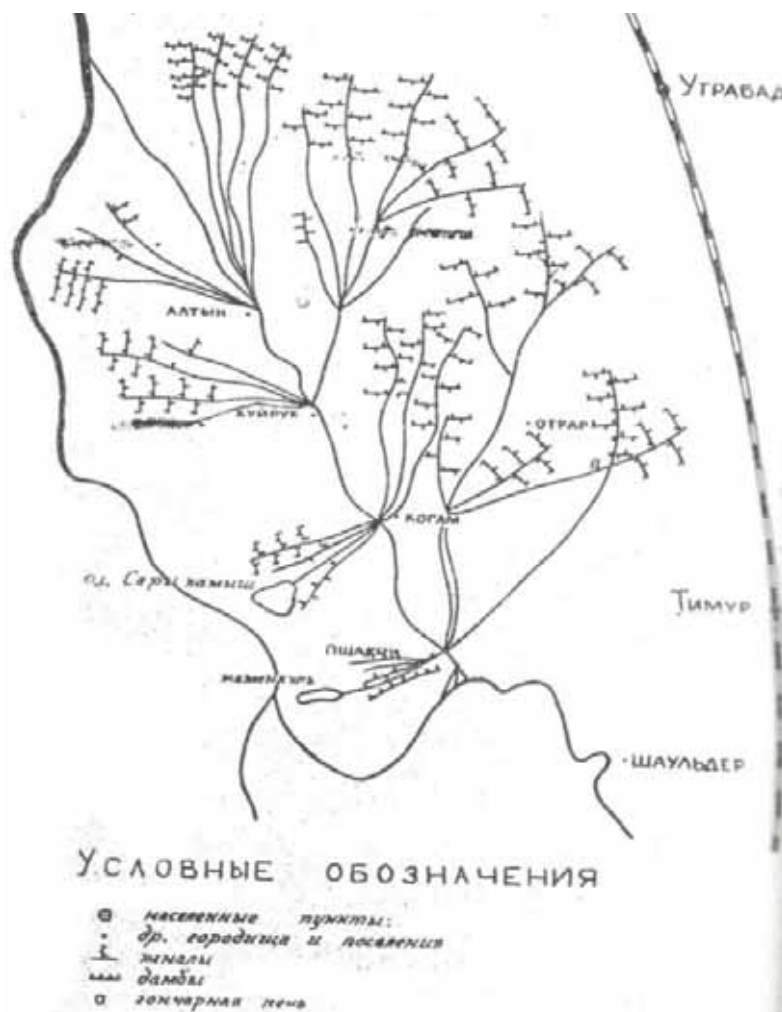 УГРАБАД
АЛТЫН
КУЙРУК
ОТРАР
КОГАМ
оз. Сары камыш
ТИМУР
ПШАКЧИ
ШАУЛЬДЕР
УСЛОВНЫЕ ОБОЗНАЧЕНИЯ
населенные пункты:
др. городища и поселения
дамбы
гончарная печь